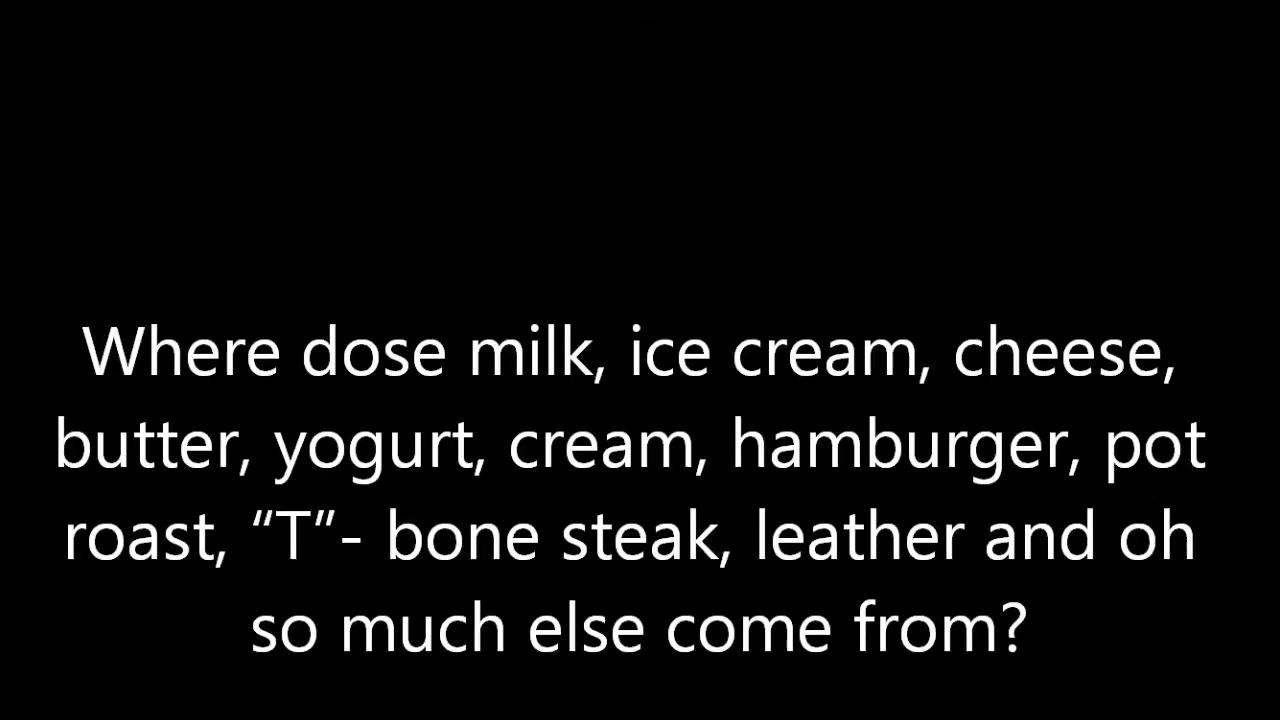 Where dose milk, ice cream, cheese,
butter, yogurt, cream, hamburger, pot
roast, “T”- bone steak, leather and oh
so much else come from?